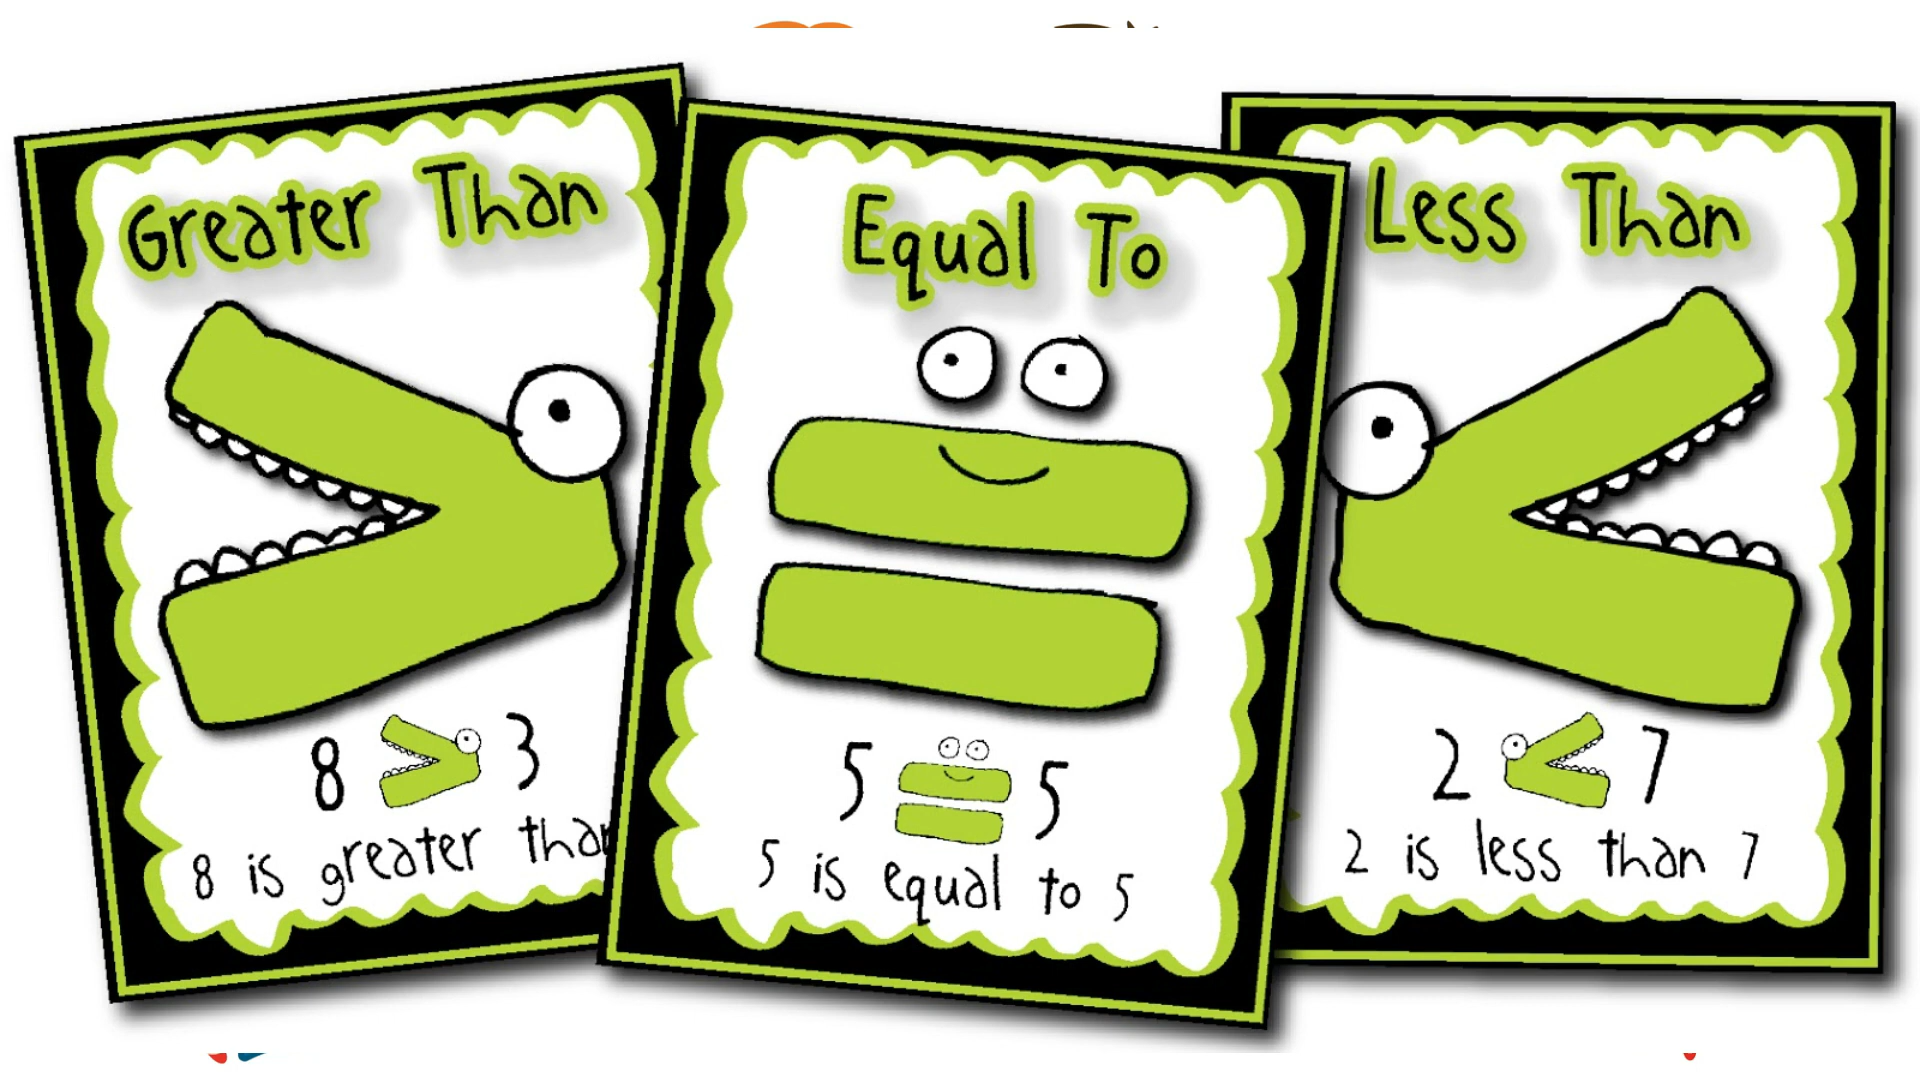 Greater Than
8 > 3
8 is greater than
Equal To
5 = 5
5 is equal to 5
Less Than
2 < 7
2 is less than 7